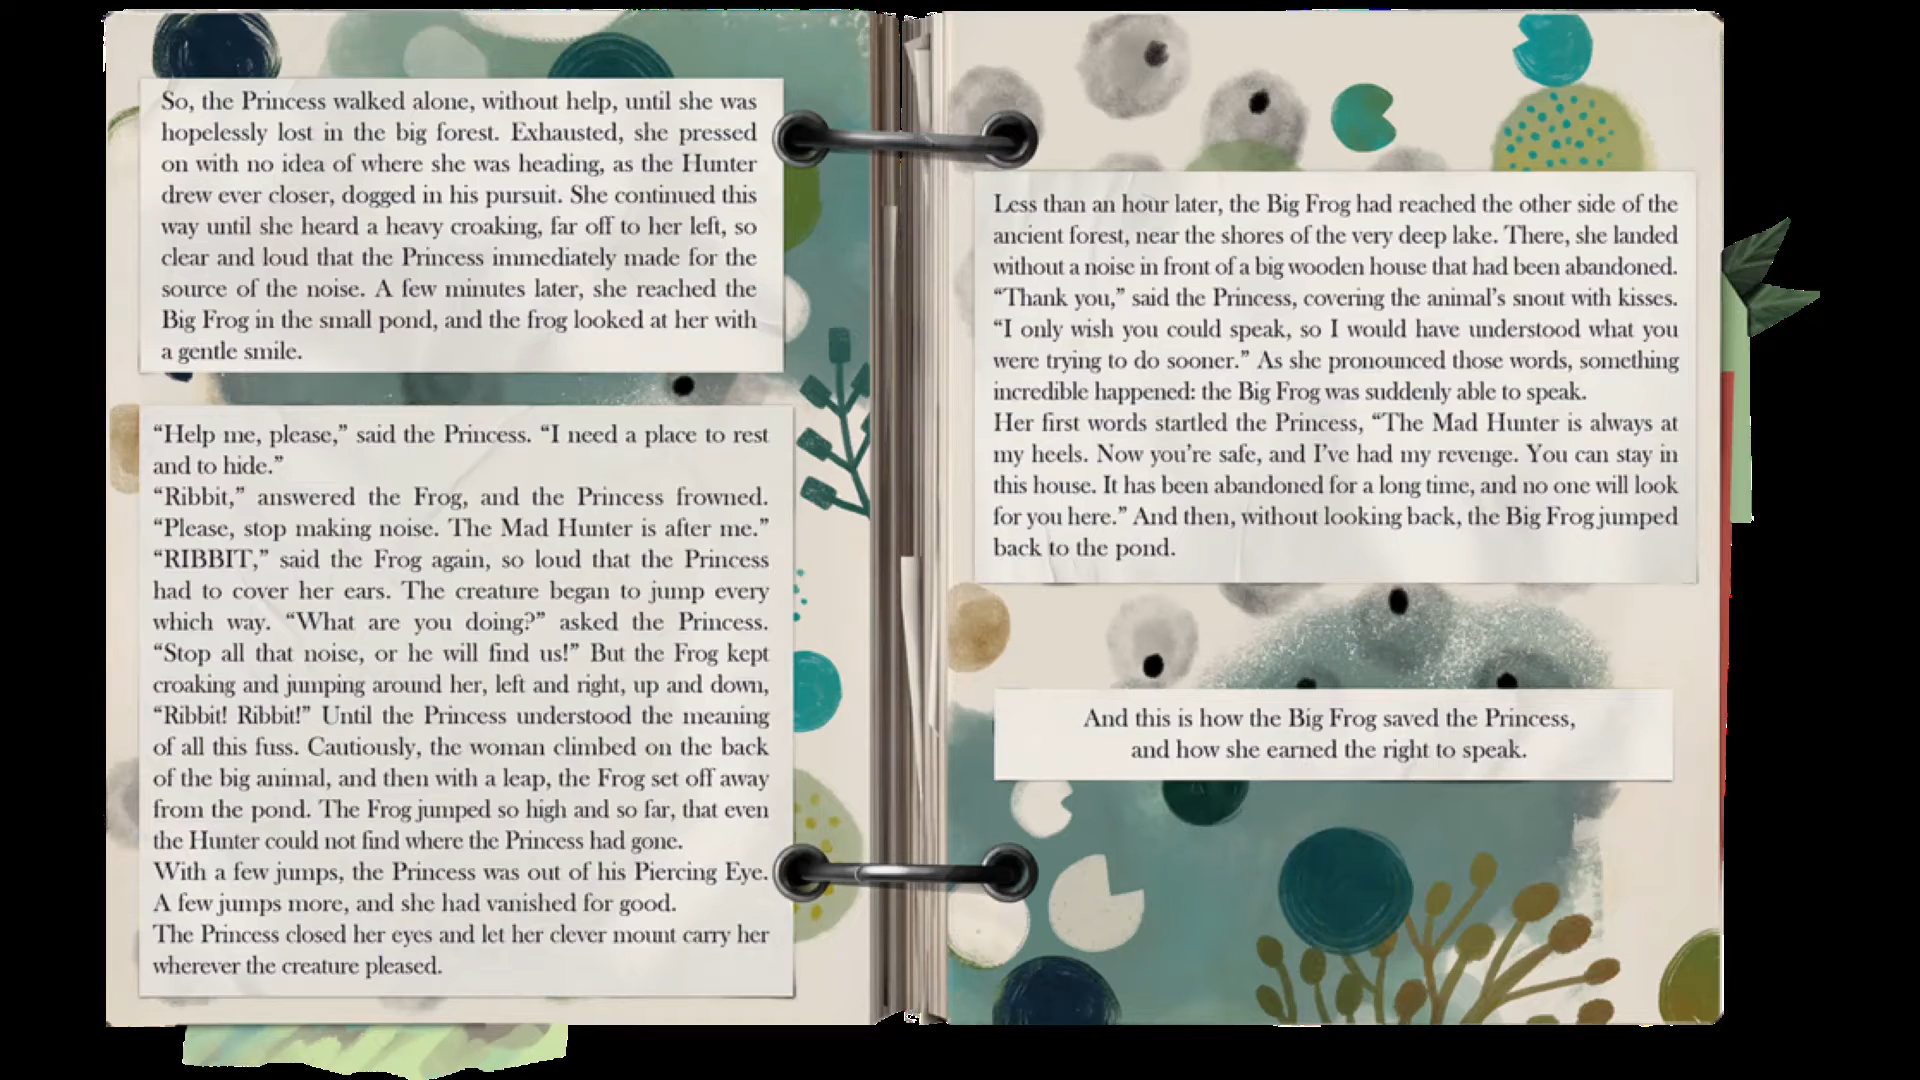 So, the Princess walked alone, without help, until she was
hopelessly lost in the big forest. Exhausted, she pressed
on with no idea of where she was heading, as the Hunter
drew ever closer, dogged in his pursuit. She continued this
way until she heard a heavy croaking, far off to her left, so
clear and loud that the Princess immediately made for the
source of the noise. A few minutes later, she reached the
Big Frog in the small pond, and the frog looked at her with
a gentle smile.
“Help me, please,” said the Princess. “I need a place to rest
and to hide.”
“Ribbit,” answered the Frog, and the Princess frowned.
“Please, stop making noise. The Mad Hunter is after me.”
“RIBBIT,” said the Frog again, so loud that the Princess
had to cover her ears. The creature began to jump every
which way. “What are you doing?” asked the Princess.
“Stop all that noise, or he will find us!” But the Frog kept
croaking and jumping around her, left and right, up and down,
“Ribbit! Ribbit!” Until the Princess understood the meaning
of all this fuss. Cautiously, the woman climbed on the back
of the big animal, and then with a leap, the Frog set off away
from the pond. The Frog jumped so high and so far, that even
the Hunter could not find where the Princess had gone.
With a few jumps, the Princess was out of his Piercing Eye.
A few jumps more, and she had vanished for good.
The Princess closed her eyes and let her clever mount carry her
wherever the creature pleased.
Less than an hour later, the Big Frog had reached the other side of the
ancient forest, near the shores of the very deep lake. There, she landed
without a noise in front of a big wooden house that had been abandoned.
“Thank you,” said the Princess, covering the animal’s snout with kisses.
“I only wish you could speak, so I would have understood what you
were trying to do sooner.” As she pronounced those words, something
incredible happened: the Big Frog was suddenly able to speak.
Her first words startled the Princess, “The Mad Hunter is always at
my heels. Now you’re safe, and I’ve had my revenge. You can stay in
this house. It has been abandoned for a long time, and no one will look
for you here.” And then, without looking back, the Big Frog jumped
back to the pond.
And this is how the Big Frog saved the Princess,
and how she earned the right to speak.